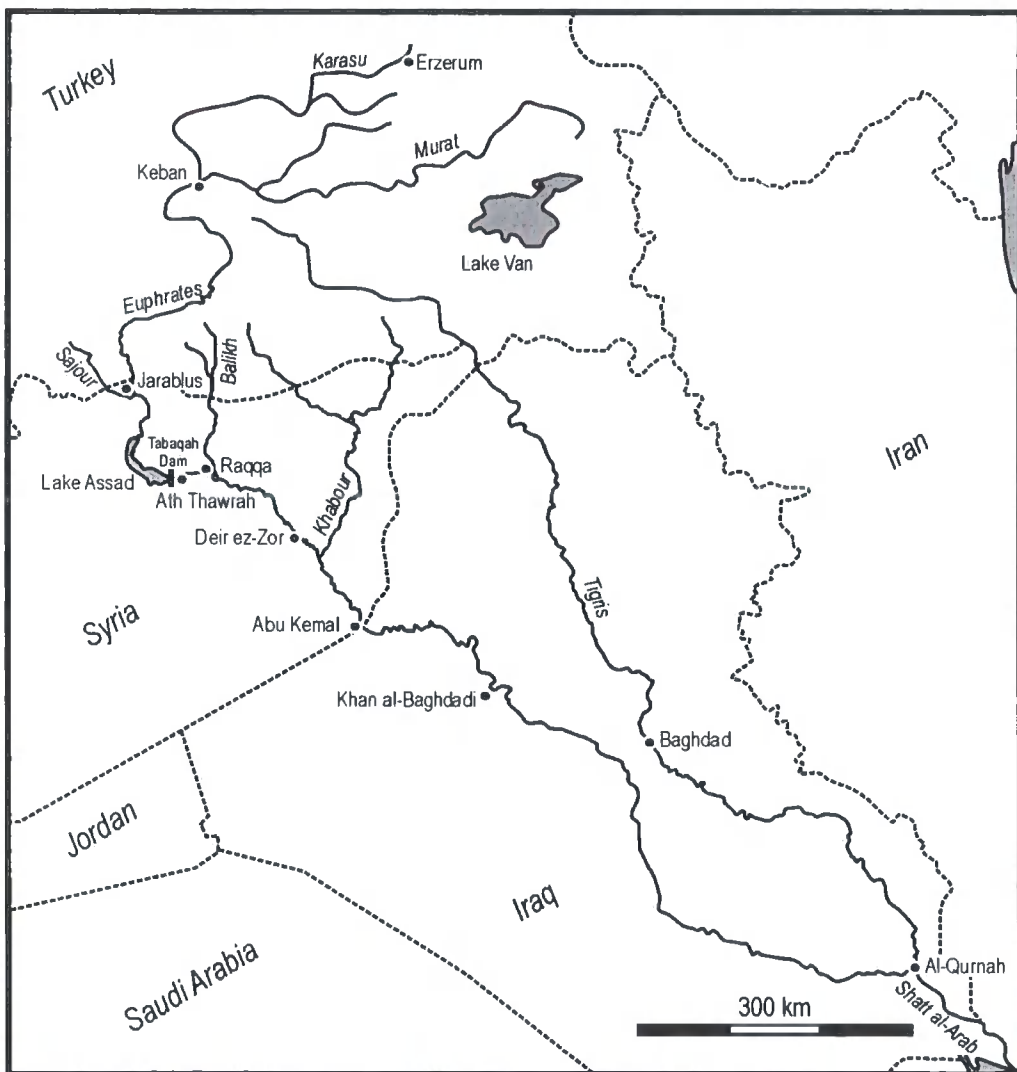 Turkey
Karasu
Erzerum
Murat
Keban
Lake Van
Euphrates
Sajour
Balikh
Jarablus
Iran
Tabaqah
Dam
Raqqa
Lake Assad
Ath Thawrah
Khabour
Deir ez-Zor
Tigris
Syria
Abu Kemal
Khan al-Baghdadi
Baghdad
Jordan
Iraq
Saudi Arabia
Al-Qurnah
Shatt al-Arab
300 km